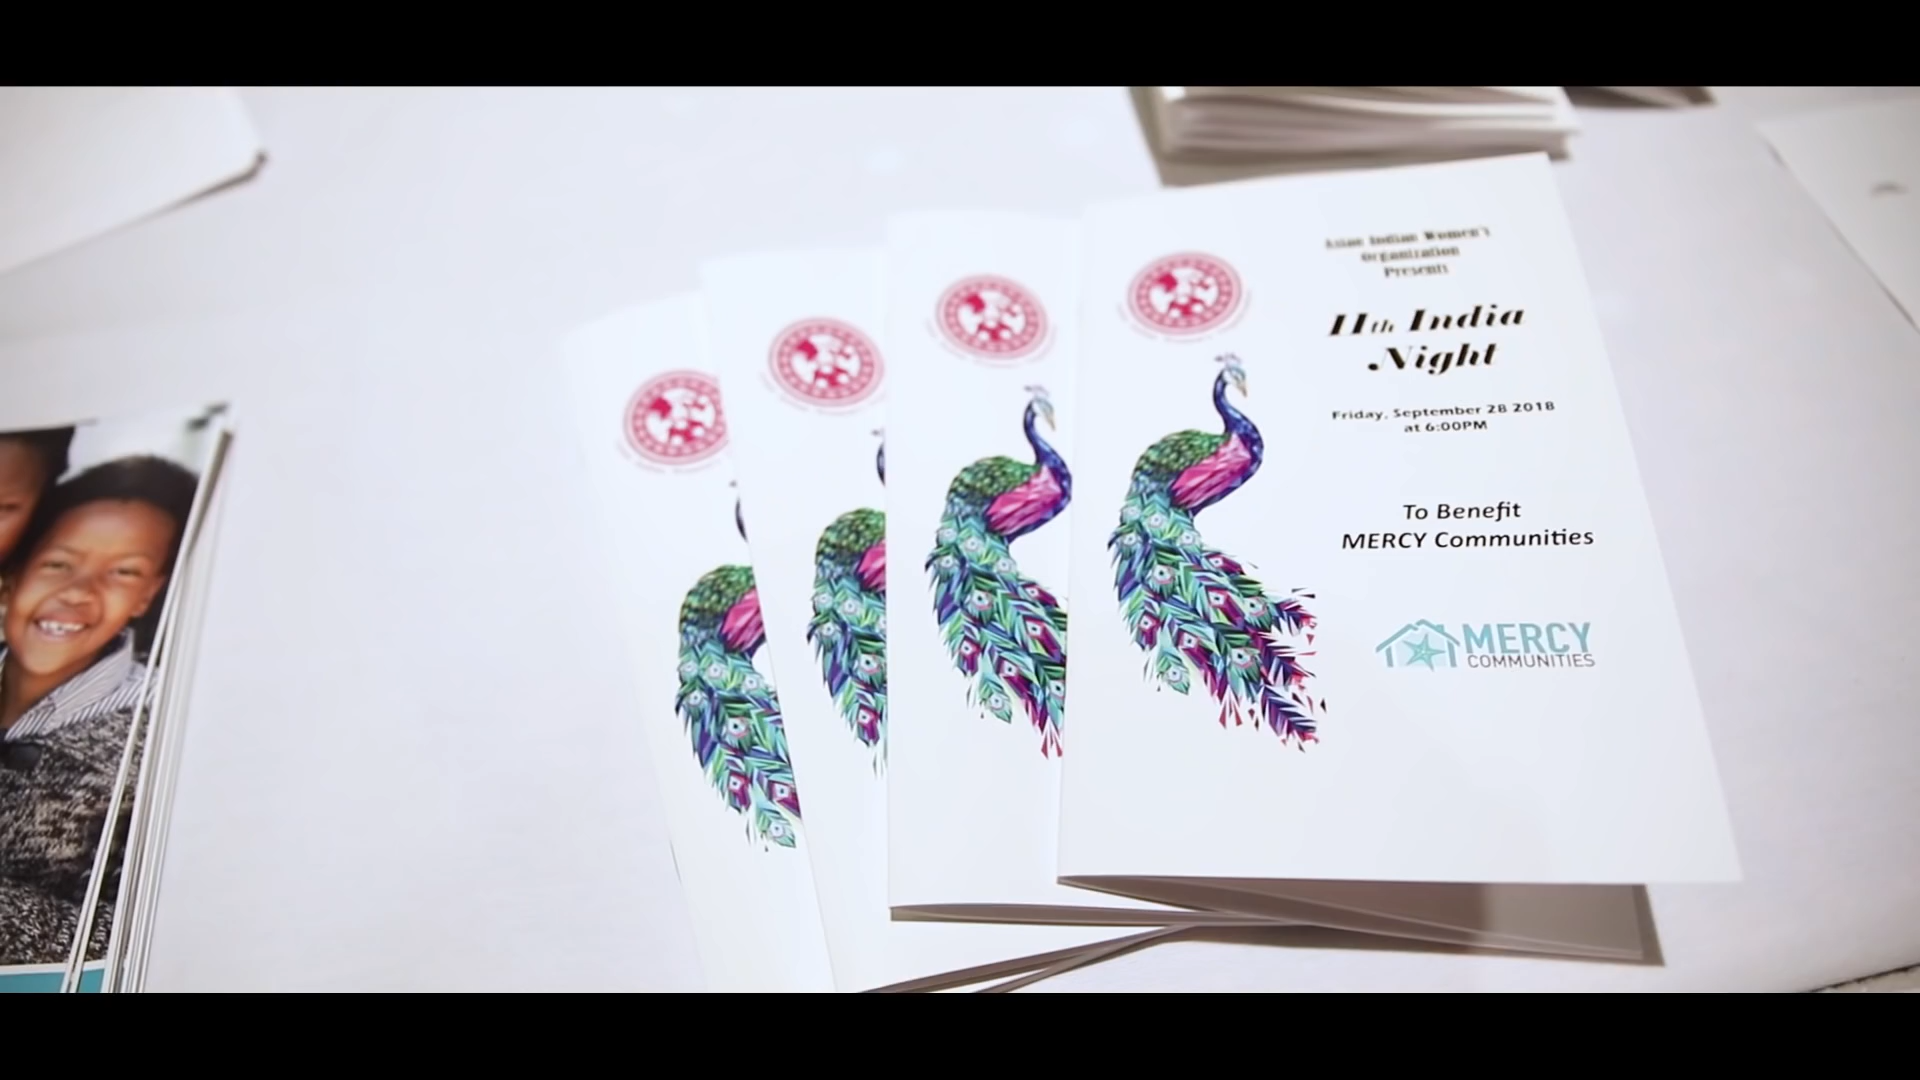 Asian Indian Women's
Organization
Presents
11th India
Night
Friday, September 28 2018
at 6:00PM
To Benefit
MERCY Communities
MERCY
COMMUNITIES